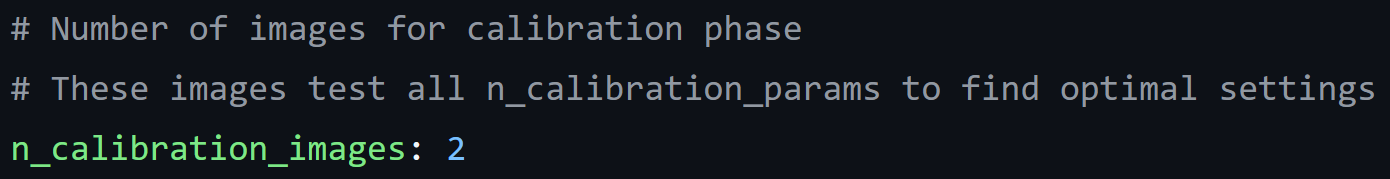 # Number of images for calibration phase
# These images test all n_calibration_params to find optimal settings
n_calibration_images: 2